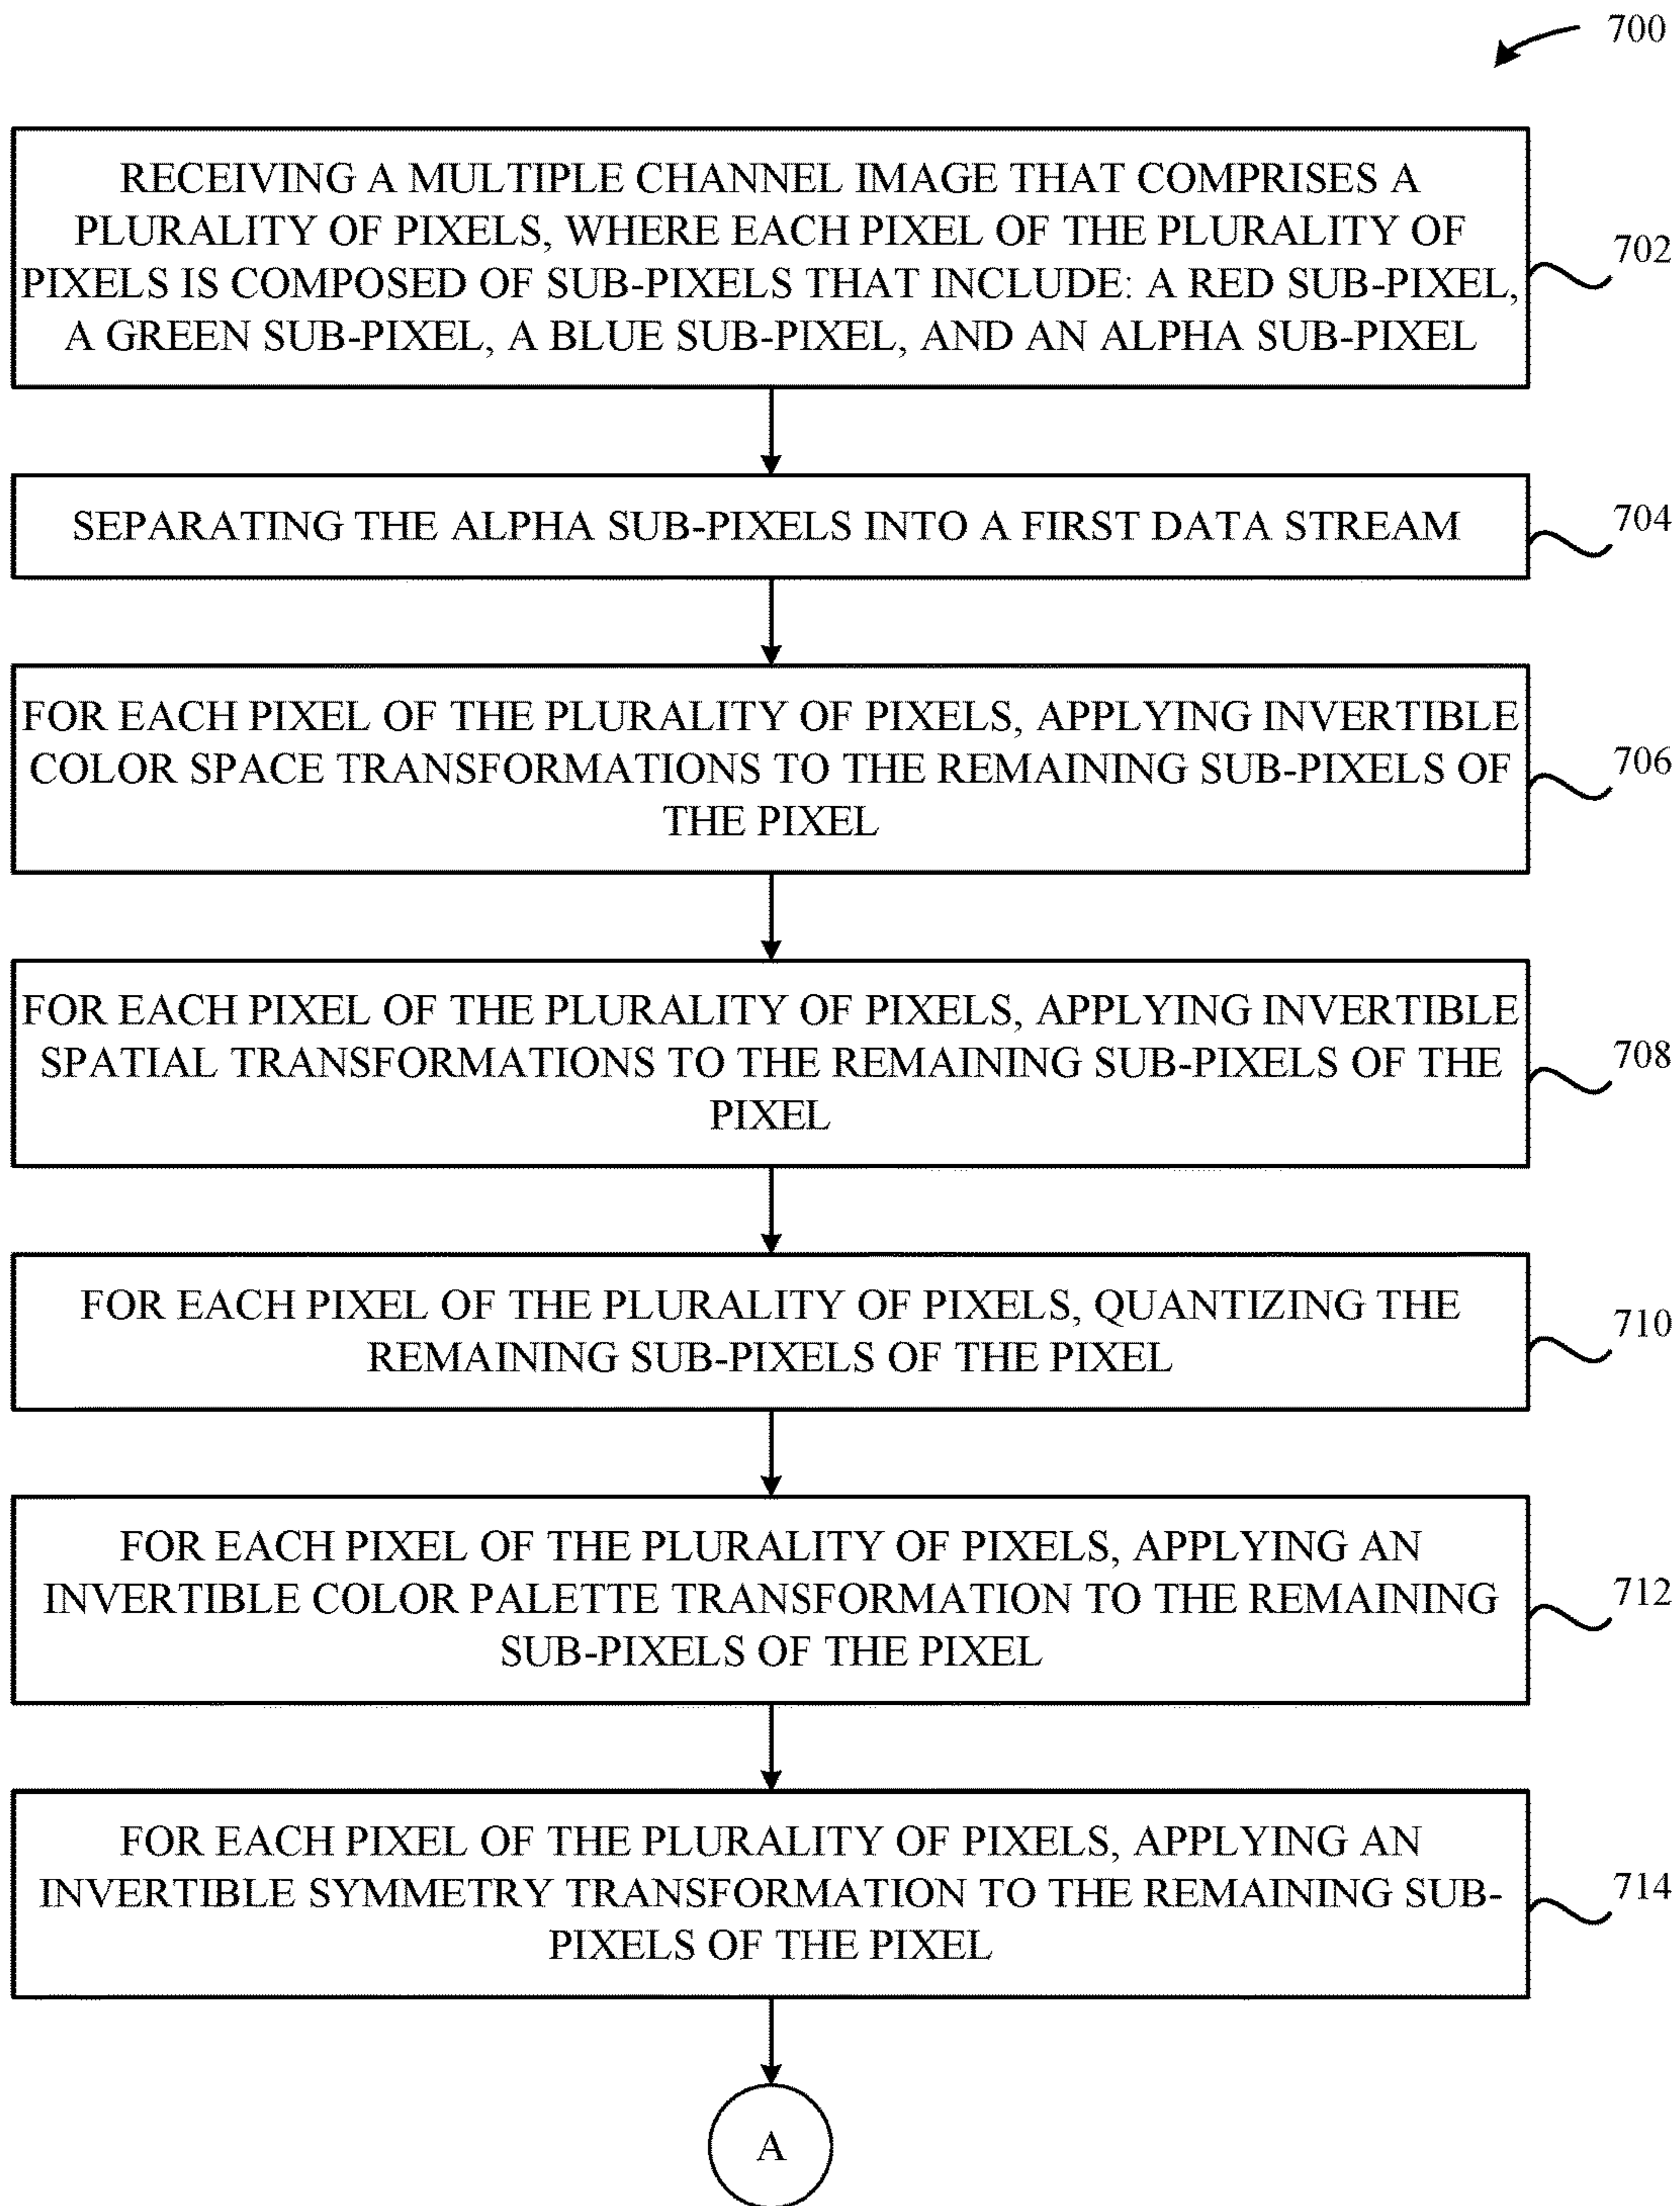 700
RECEIVING A MULTIPLE CHANNEL IMAGE THAT COMPRISES A
PLURALITY OF PIXELS, WHERE EACH PIXEL OF THE PLURALITY OF
PIXELS IS COMPOSED OF SUB-PIXELS THAT INCLUDE: A RED SUB-PIXEL,
A GREEN SUB-PIXEL, A BLUE SUB-PIXEL, AND AN ALPHA SUB-PIXEL
702
SEPARATING THE ALPHA SUB-PIXELS INTO A FIRST DATA STREAM
704
FOR EACH PIXEL OF THE PLURALITY OF PIXELS, APPLYING INVERTIBLE
COLOR SPACE TRANSFORMATIONS TO THE REMAINING SUB-PIXELS OF
THE PIXEL
706
FOR EACH PIXEL OF THE PLURALITY OF PIXELS, APPLYING INVERTIBLE
SPATIAL TRANSFORMATIONS TO THE REMAINING SUB-PIXELS OF THE
PIXEL
708
FOR EACH PIXEL OF THE PLURALITY OF PIXELS, QUANTIZING THE
REMAINING SUB-PIXELS OF THE PIXEL
710
FOR EACH PIXEL OF THE PLURALITY OF PIXELS, APPLYING AN
INVERTIBLE COLOR PALETTE TRANSFORMATION TO THE REMAINING
SUB-PIXELS OF THE PIXEL
712
FOR EACH PIXEL OF THE PLURALITY OF PIXELS, APPLYING AN
INVERTIBLE SYMMETRY TRANSFORMATION TO THE REMAINING SUB-
PIXELS OF THE PIXEL
714
A